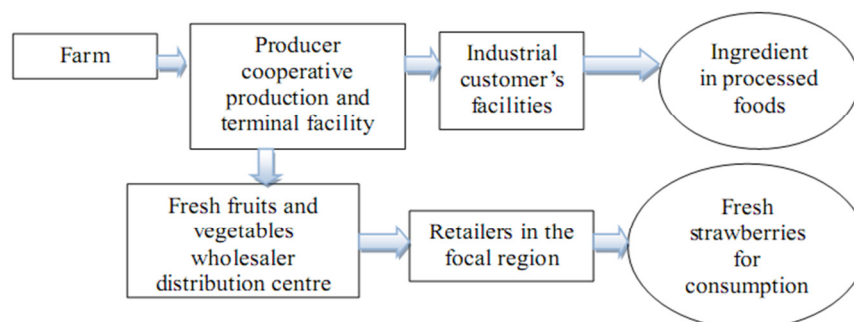 Farm
Producer
cooperative
production and
terminal facility
Industrial
customer’s
facilities
Ingredient
in processed
foods
Fresh fruits and
vegetables
wholesaler
distribution centre
Retailers in the
focal region
Fresh
strawberries
for
consumption